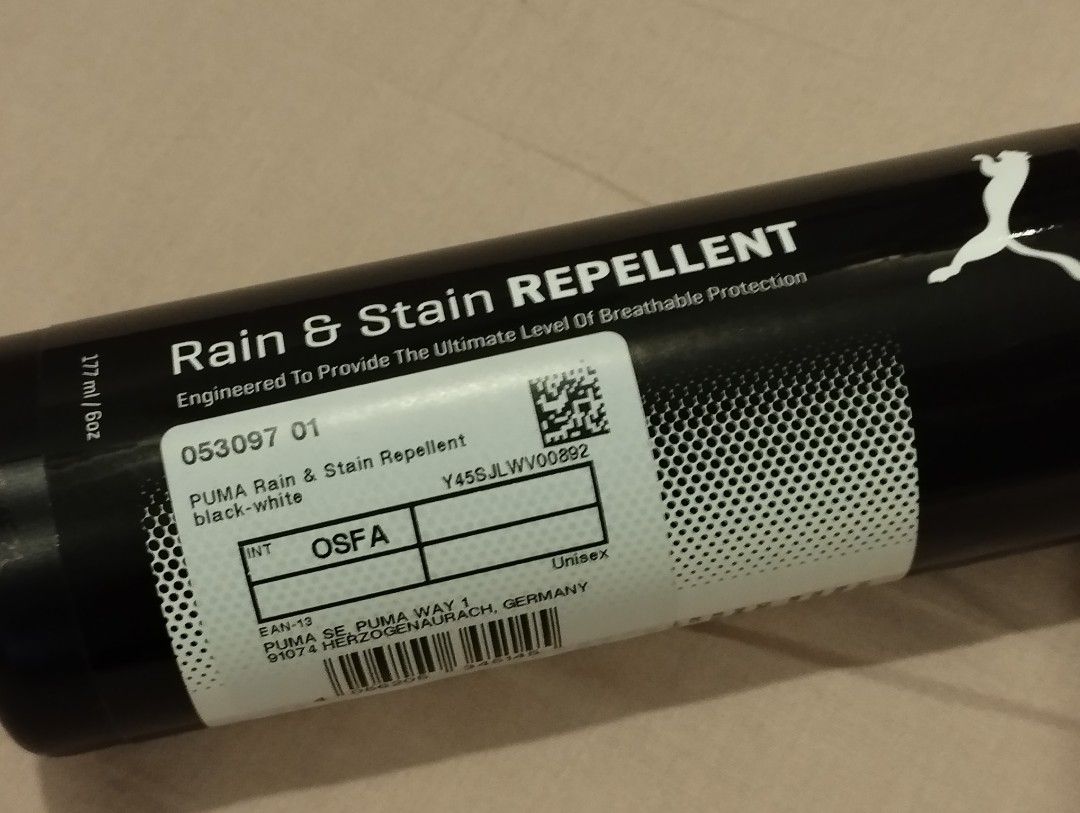 Rain & Stain REPELLENT
Engineered To Provide The Ultimate Level Of Breathable Protection
177 ml / 6oz
053097 01
PUMA Rain & Stain Repellent
black-white
Y45SJLWV00892
INT OSFA
Unisex
EAN-13
PUMA SE, PUMA WAY 1
91074 HERZOGENAURACH, GERMANY